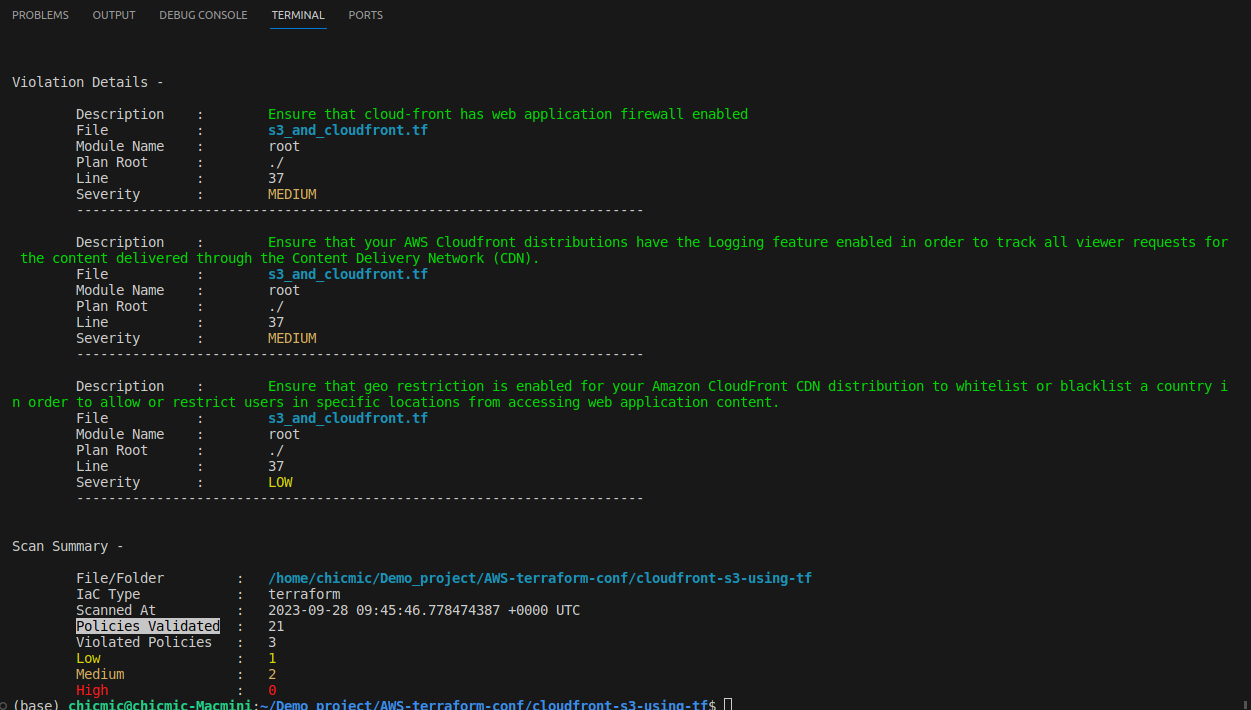 PROBLEMS OUTPUT DEBUG CONSOLE TERMINAL PORTS
Violation Details -
Description : Ensure that cloud-front has web application firewall enabled
File : s3_and_cloudfront.tf
Module Name : root
Plan Root : ./
Line : 37
Severity : MEDIUM
-----------------------------------------------------------------------
Description : Ensure that your AWS Cloudfront distributions have the Logging feature enabled in order to track all viewer requests for
the content delivered through the Content Delivery Network (CDN).
File : s3_and_cloudfront.tf
Module Name : root
Plan Root : ./
Line : 37
Severity : MEDIUM
-----------------------------------------------------------------------
Description : Ensure that geo restriction is enabled for your Amazon CloudFront CDN distribution to whitelist or blacklist a country i
n order to allow or restrict users in specific locations from accessing web application content.
File : s3_and_cloudfront.tf
Module Name : root
Plan Root : ./
Line : 37
Severity : LOW
-----------------------------------------------------------------------
Scan Summary -
File/Folder : /home/chicmic/Demo_project/AWS-terraform-conf/cloudfront-s3-using-tf
IaC Type : terraform
Scanned At : 2023-09-28 09:45:46.778474387 +0000 UTC
Policies Validated : 21
Violated Policies : 3
Low : 1
Medium : 2
High : 0
(base) chicmic@chicmic-Macmini:~/Demo_project/AWS-terraform-conf/cloudfront-s3-using-tf$